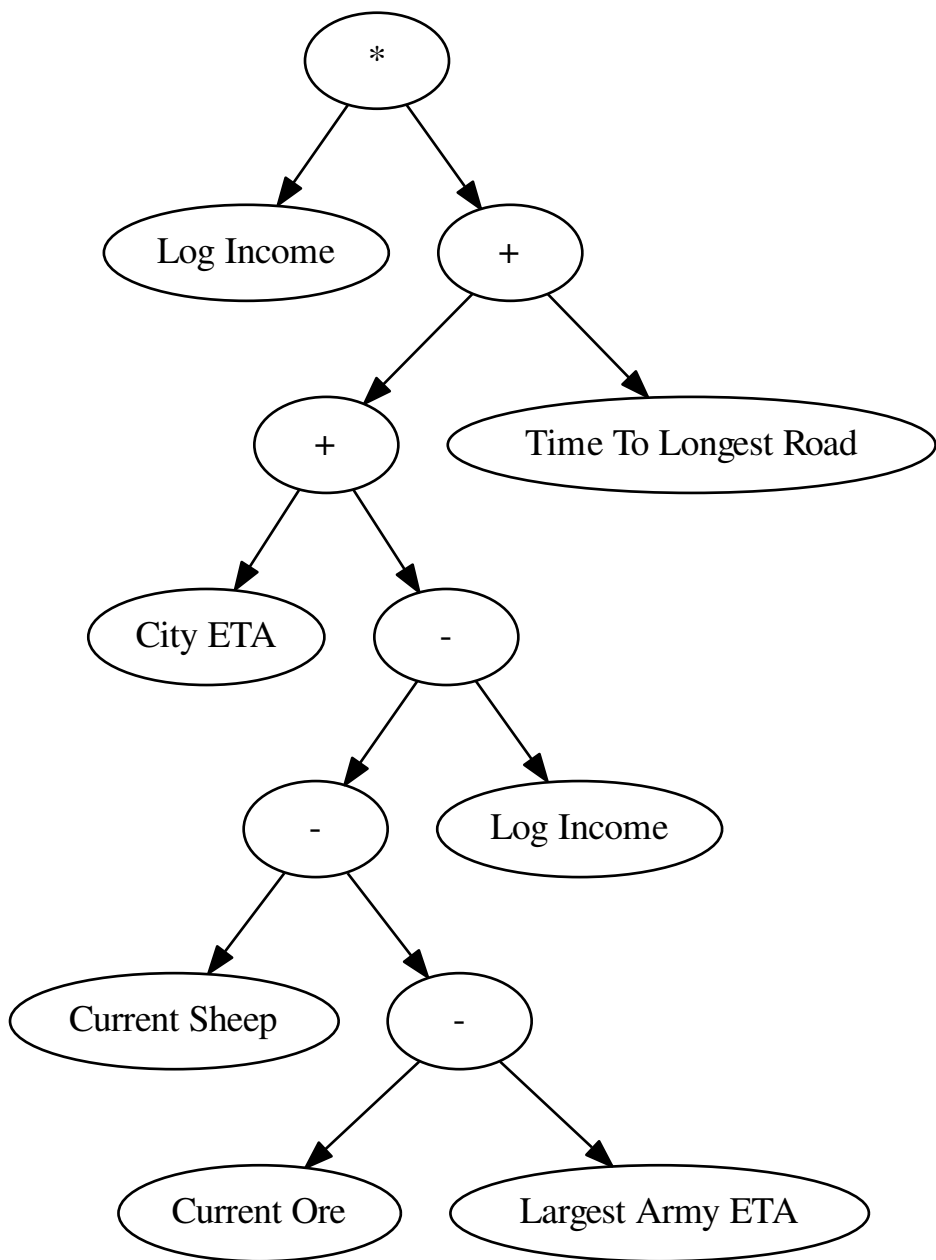 *
Log Income
+
+
Time To Longest Road
City ETA
-
-
Log Income
Current Sheep
-
Current Ore
Largest Army ETA